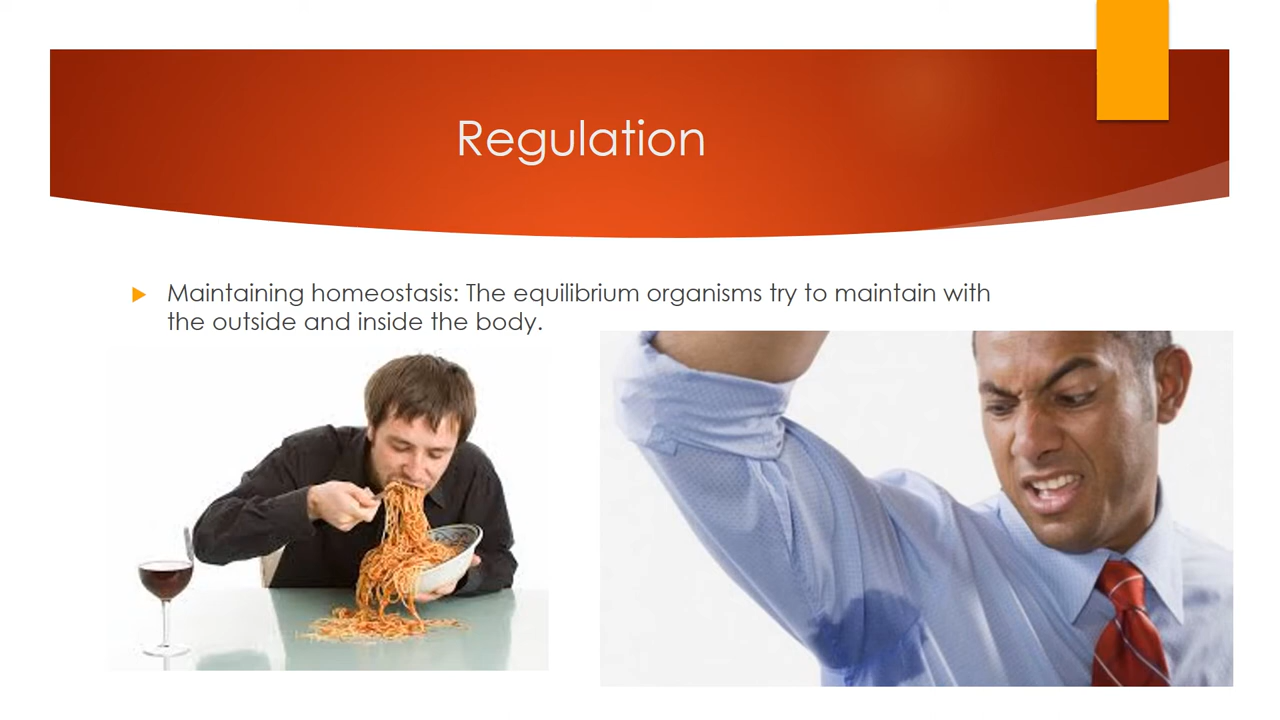 Regulation
Maintaining homeostasis: The equilibrium organisms try to maintain with
the outside and inside the body.